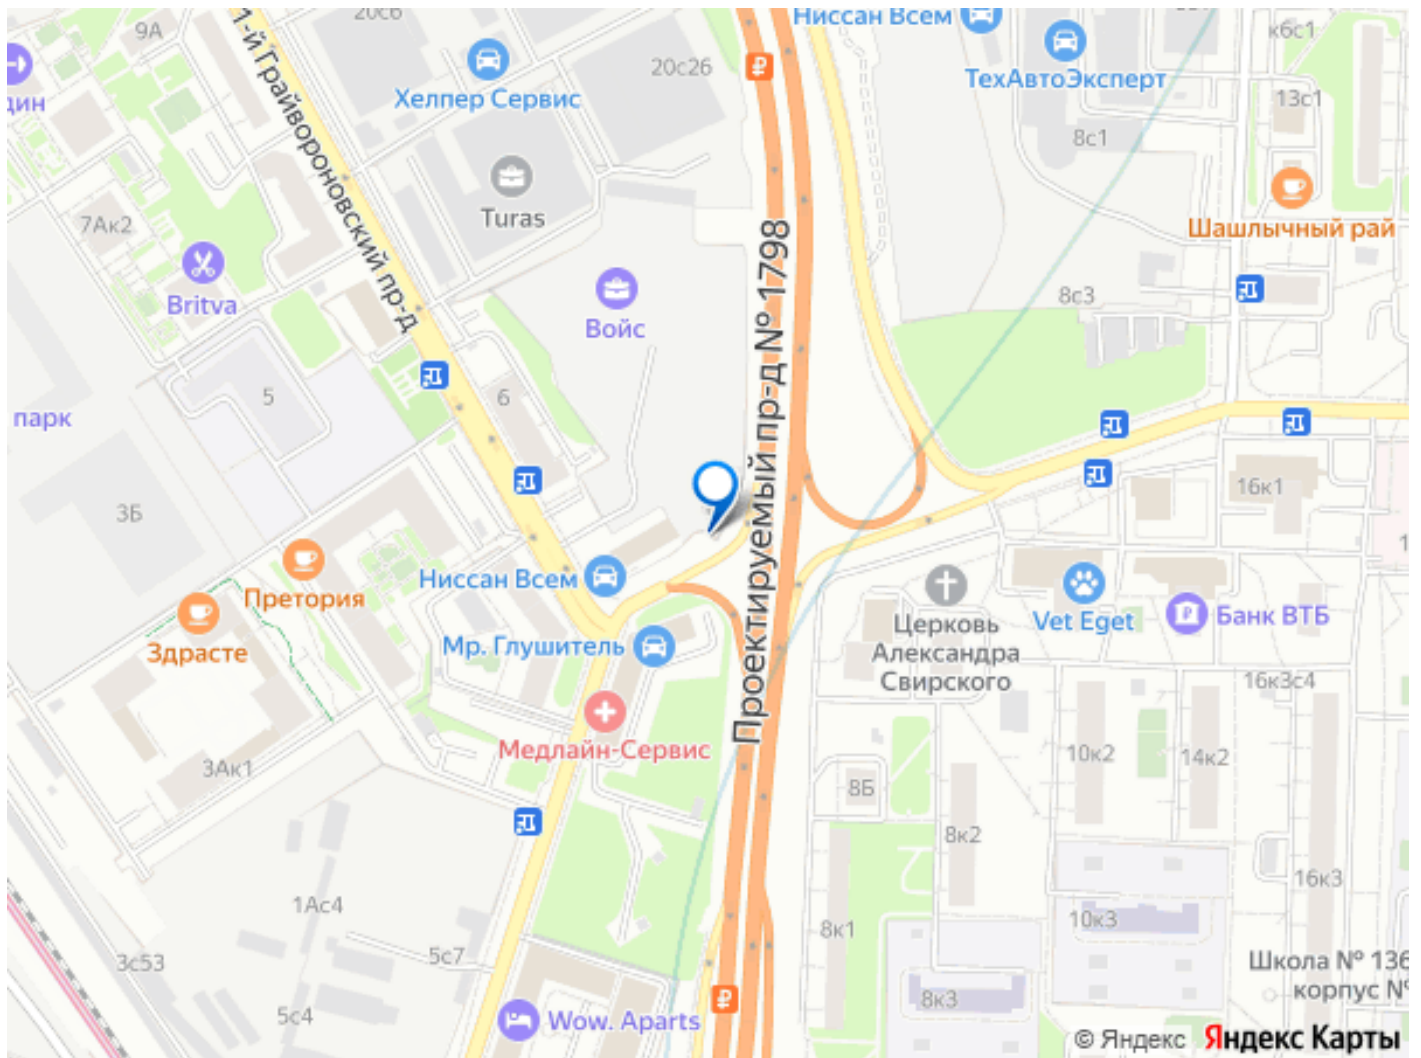 20с6
Ниссан Всем
9А
к6с1
1-й Грайвороновский пр-д
20с26
ТехАвтоЭксперт
дин
Хелпер Сервис
13с1
8с1
Turas
7Ак2
Шашлычный рай
Britva
Войс
8с3
Проектируемый пр-д № 1798
5
6
парк
16к1
3Б
Ниссан Всем
Претория
Церковь
Александра
Свирского
Vet Eget
Банк ВТБ
Здрасте
Мр. Глушитель
16к3с4
Медлайн-Сервис
3Ак1
10к2
14к2
8Б
8к2
1Ас4
16к3
10к3
8к1
3с53
5с7
Школа № 136
корпус №
8к3
5с4
Wow. Aparts
© Яндекс Яндекс Карты